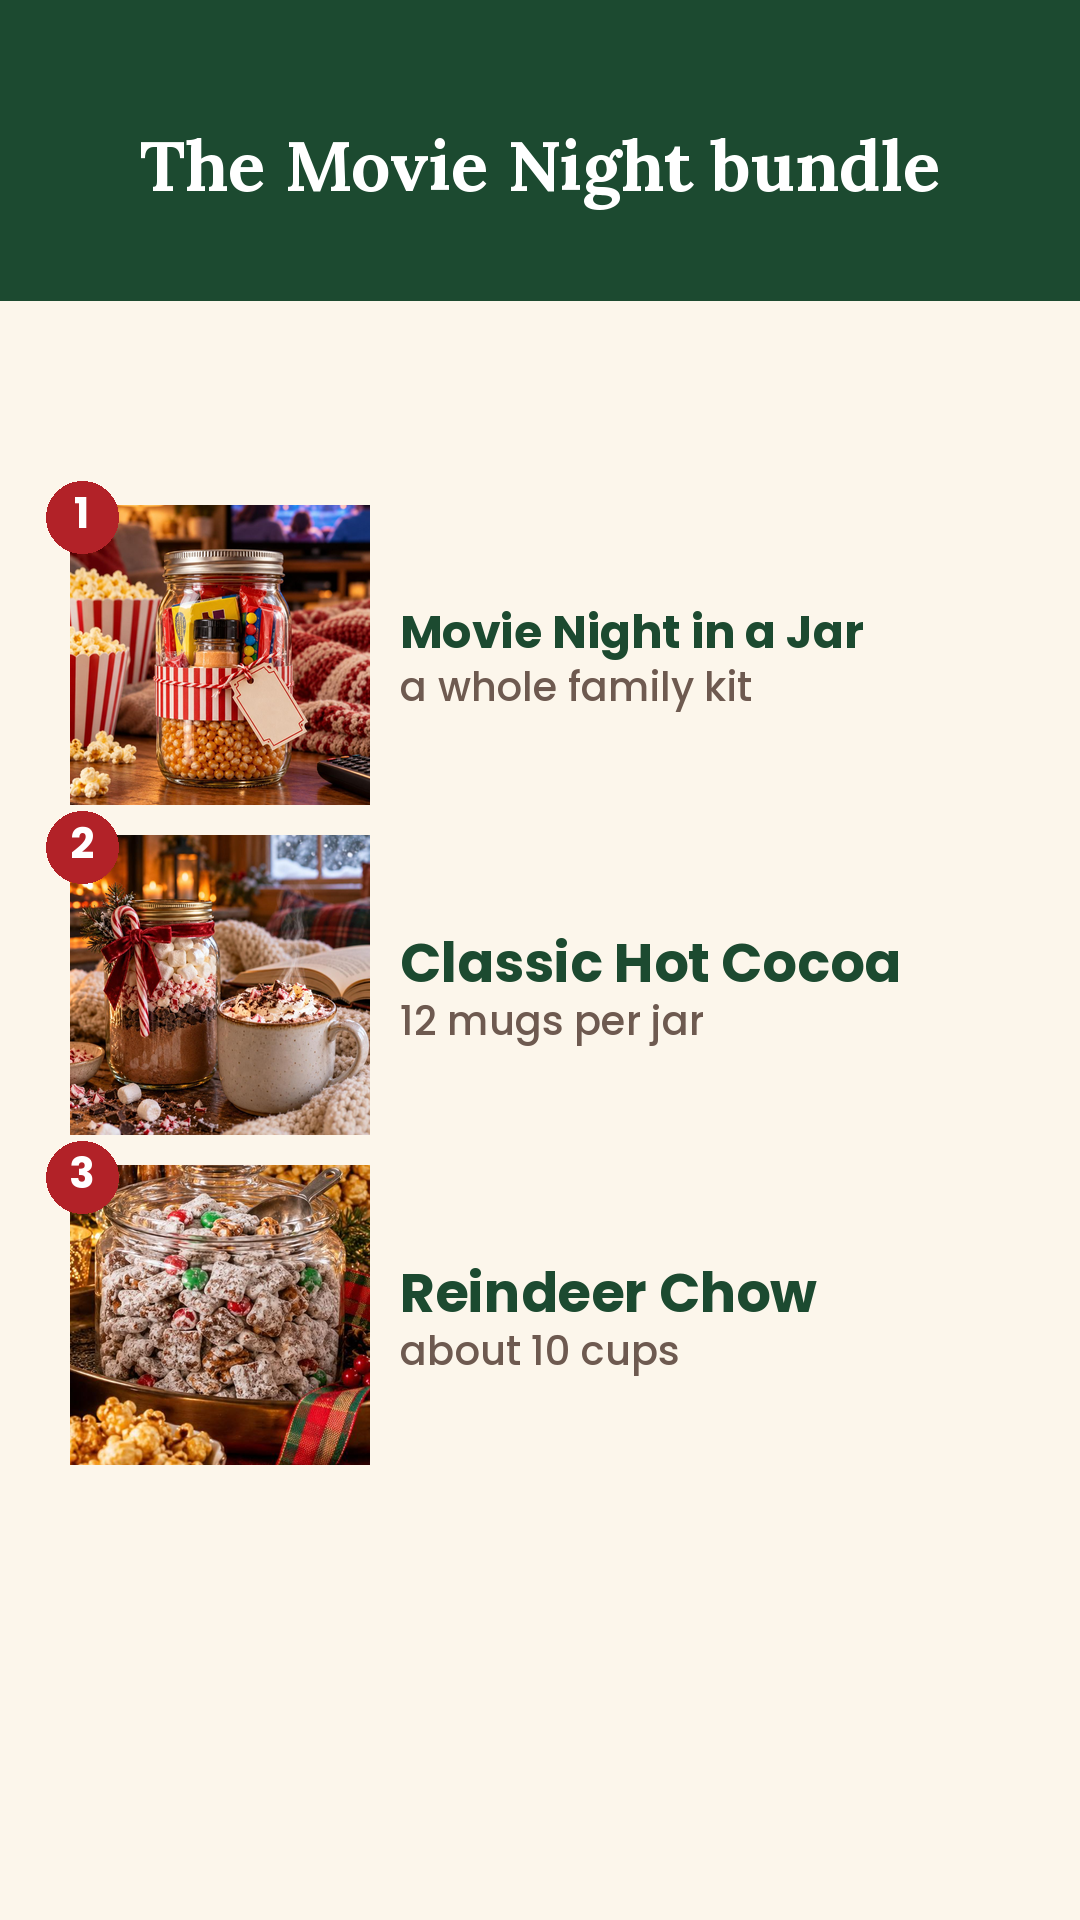 The Movie Night bundle
1
Movie Night in a Jar
a whole family kit
2
Classic Hot Cocoa
12 mugs per jar
3
Reindeer Chow
about 10 cups